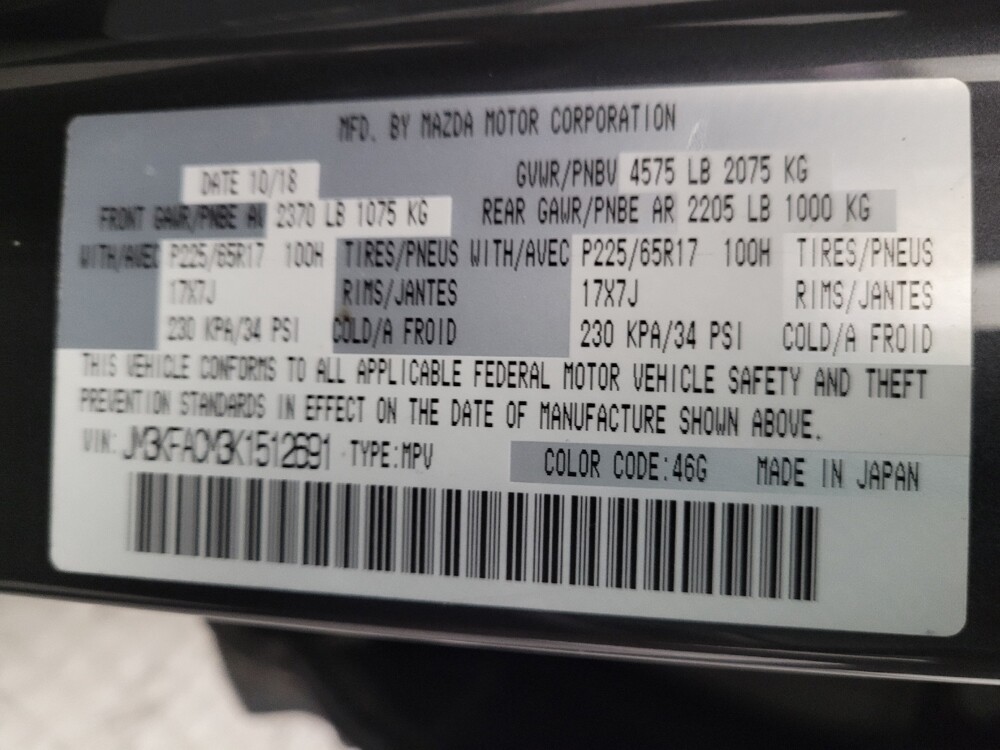 MFD. BY MAZDA MOTOR CORPORATION
DATE 10/18 GVWR/PNBV 4575 LB 2075 KG
FRONT GAWR/PNBE AV 2370 LB 1075 KG REAR GAWR/PNBE AR 2205 LB 1000 KG
WITH/AVEC P225/65R17 100H TIRES/PNEUS WITH/AVEC P225/65R17 100H TIRES/PNEUS
17X7J RIMS/JANTES 17X7J RIMS/JANTES
230 KPA/34 PSI COLD/A FROID 230 KPA/34 PSI COLD/A FROID
THIS VEHICLE CONFORMS TO ALL APPLICABLE FEDERAL MOTOR VEHICLE SAFETY AND THEFT
PREVENTION STANDARDS IN EFFECT ON THE DATE OF MANUFACTURE SHOWN ABOVE.
VIN: JM3KFACM3K1512691 TYPE:MPV COLOR CODE:46G MADE IN JAPAN